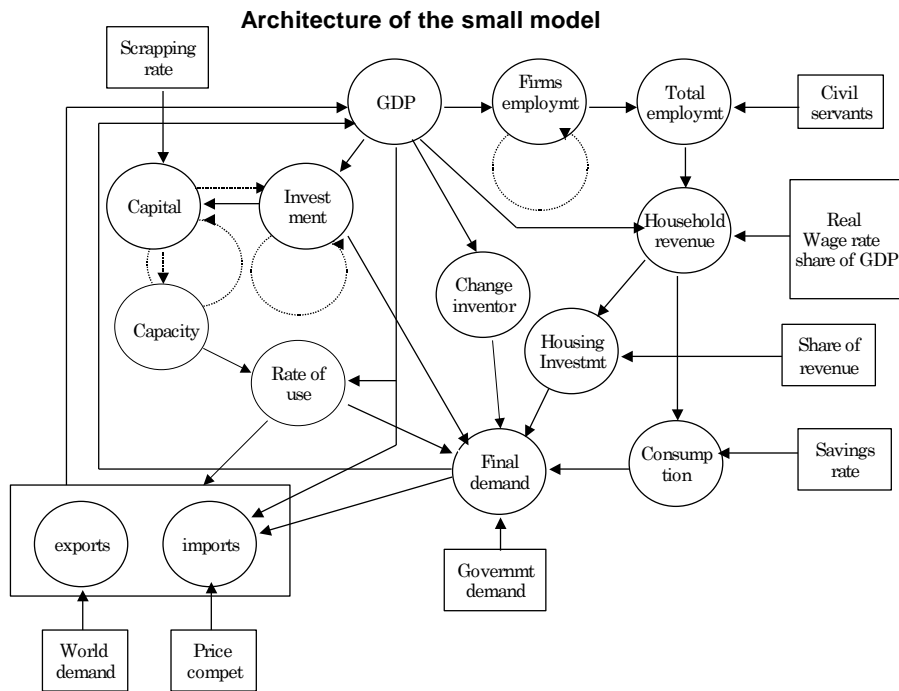 Architecture of the small model
Scrapping
rate
GDP
Firms
employmt
Total
employmt
Civil
servants
Capital
Invest
ment
Household
revenue
Real
Wage rate
share of GDP
Change
inventor
Capacity
Housing
Investmt
Share of
revenue
Rate of
use
Final
demand
Consump
tion
Savings
rate
exports
imports
Governmt
demand
World
demand
Price
compet